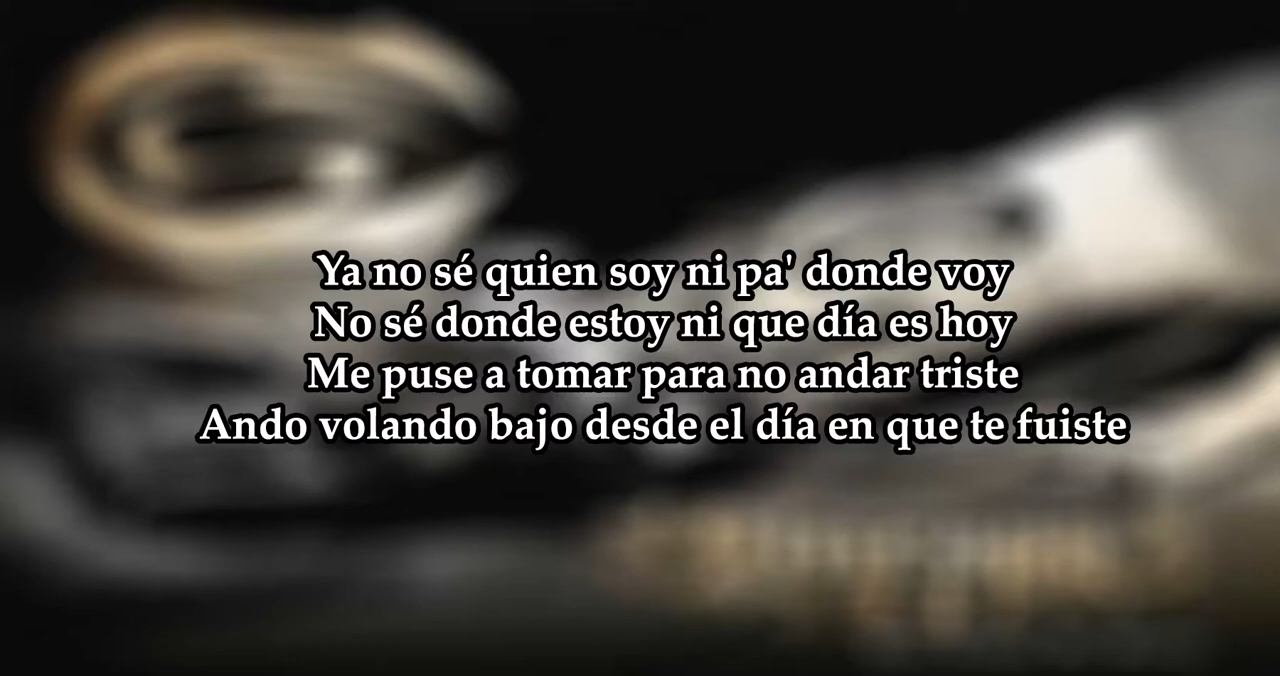 Ya no sé quien soy ni pa' donde voy
No sé donde estoy ni que día es hoy
Me puse a tomar para no andar triste
Ando volando bajo desde el día en que te fuiste